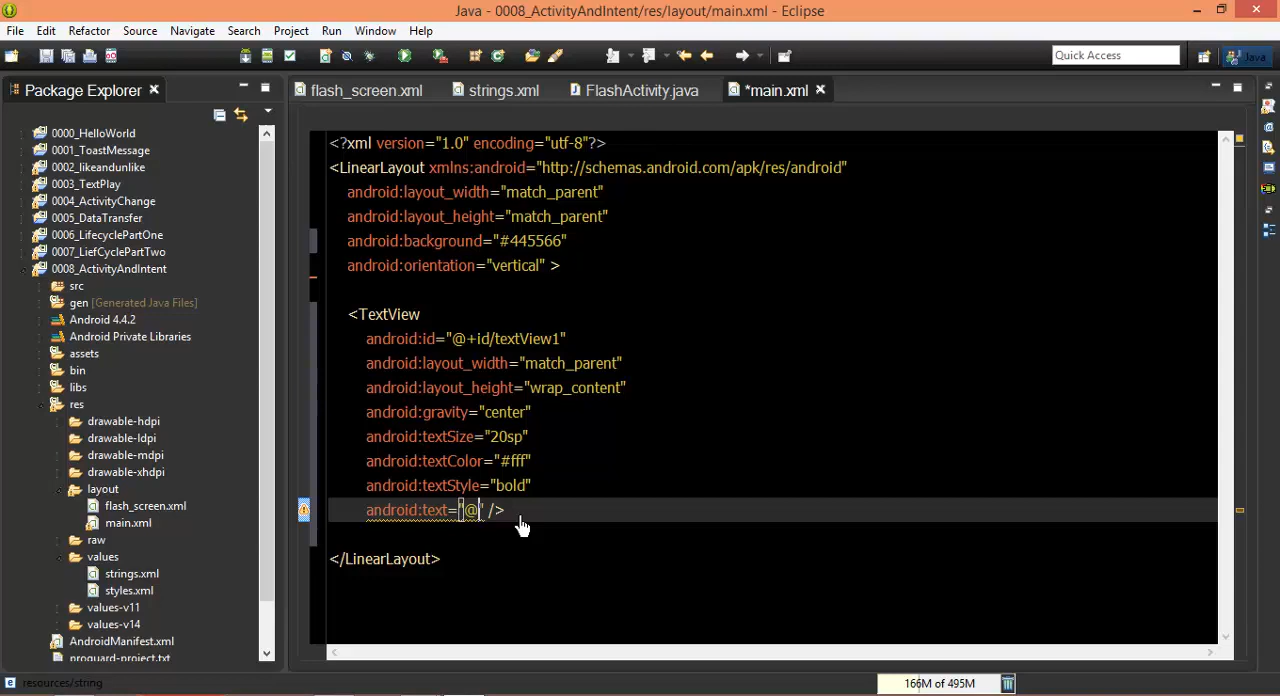 Java - 0008_ActivityAndIntent/res/layout/main.xml - Eclipse
File Edit Refactor Source Navigate Search Project Run Window Help
Quick Access
Java
Package Explorer
flash_screen.xml
strings.xml
FlashActivity.java
*main.xml
0000_HelloWorld
0001_ToastMessage
0002_likeandunlike
0003_TextPlay
0004_ActivityChange
0005_DataTransfer
0006_LifecyclePartOne
0007_LiefCyclePartTwo
0008_ActivityAndIntent
src
gen [Generated Java Files]
Android 4.4.2
Android Private Libraries
assets
bin
libs
res
drawable-hdpi
drawable-ldpi
drawable-mdpi
drawable-xhdpi
layout
flash_screen.xml
main.xml
raw
values
strings.xml
styles.xml
values-v11
values-v14
AndroidManifest.xml
proguard-project.txt
<?xml version="1.0" encoding="utf-8"?>
<LinearLayout xmlns:android="http://schemas.android.com/apk/res/android"
android:layout_width="match_parent"
android:layout_height="match_parent"
android:background="#445566"
android:orientation="vertical" >
<TextView
android:id="@+id/textView1"
android:layout_width="match_parent"
android:layout_height="wrap_content"
android:gravity="center"
android:textSize="20sp"
android:textColor="#fff"
android:textStyle="bold"
android:text="@" />
</LinearLayout>
resources/string
166M of 495M